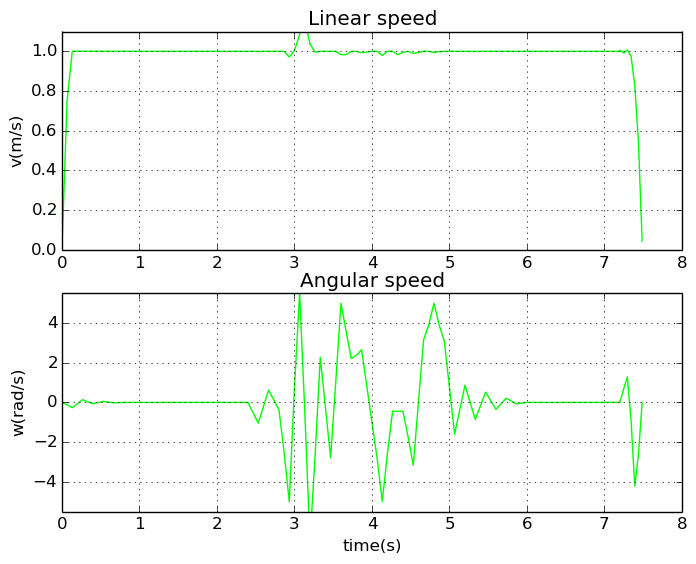 Linear speed
1.0
0.8
0.6
0.4
0.2
0.0
v(m/s)
0 1 2 3 4 5 6 7 8
Angular speed
4
2
0
−2
−4
w(rad/s)
0 1 2 3 4 5 6 7 8
time(s)